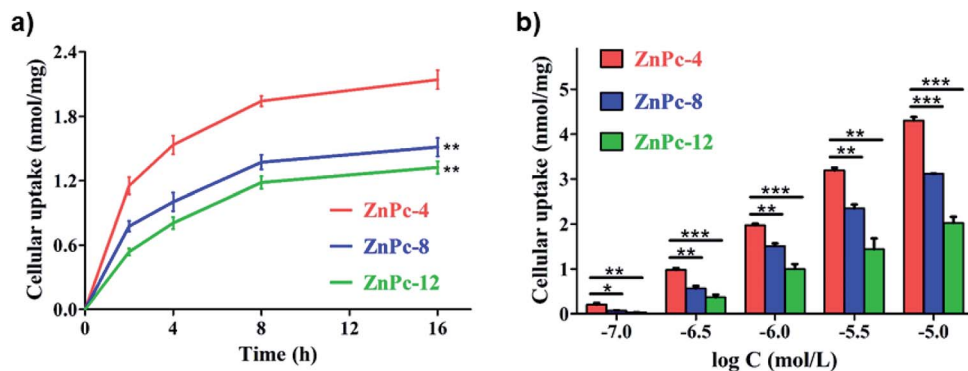 a)
Cellular uptake (nmol/mg)
2.4
1.8
1.2
0.6
0.0
**
**
ZnPc-4
ZnPc-8
ZnPc-12
0 4 8 12 16
Time (h)
b)
Cellular uptake (nmol/mg)
5
4
3
2
1
0
ZnPc-4
ZnPc-8
ZnPc-12
**
*
***
**
***
**
**
**
***
***
-7.0 -6.5 -6.0 -5.5 -5.0
log C (mol/L)